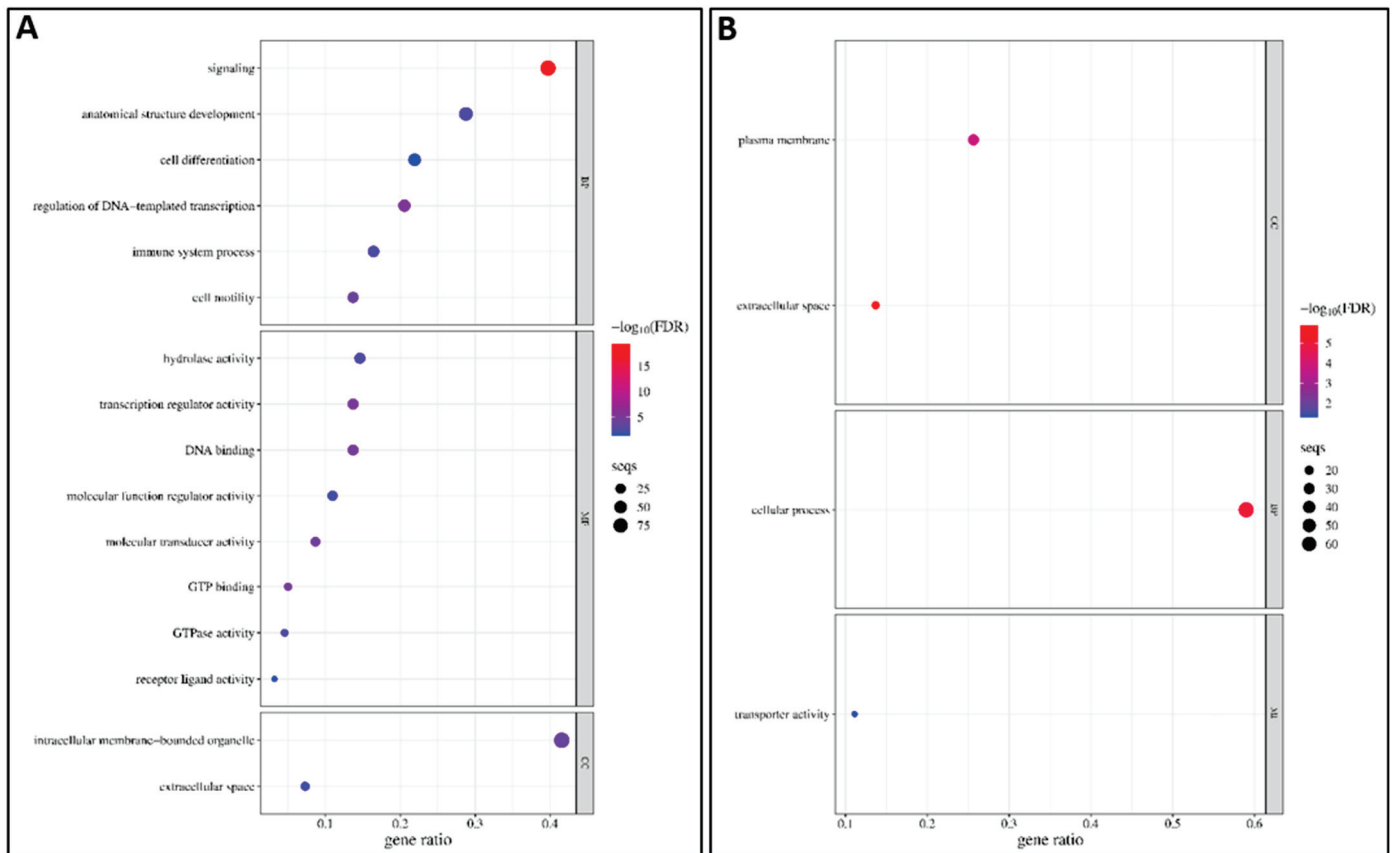 A
signaling
anatomical structure development
cell differentiation
regulation of DNA-templated transcription
immune system process
cell motility
BP
hydrolase activity
transcription regulator activity
DNA binding
molecular function regulator activity
molecular transducer activity
GTP binding
GTPase activity
receptor ligand activity
MF
intracellular membrane-bounded organelle
extracellular space
CC
0.1 0.2 0.3 0.4
gene ratio
-log10(FDR)
15
10
5
seqs
25
50
75
B
plasma membrane
extracellular space
CC
cellular process
BP
transporter activity
MF
0.1 0.2 0.3 0.4 0.5 0.6
gene ratio
-log10(FDR)
5
4
3
2
seqs
20
30
40
50
60